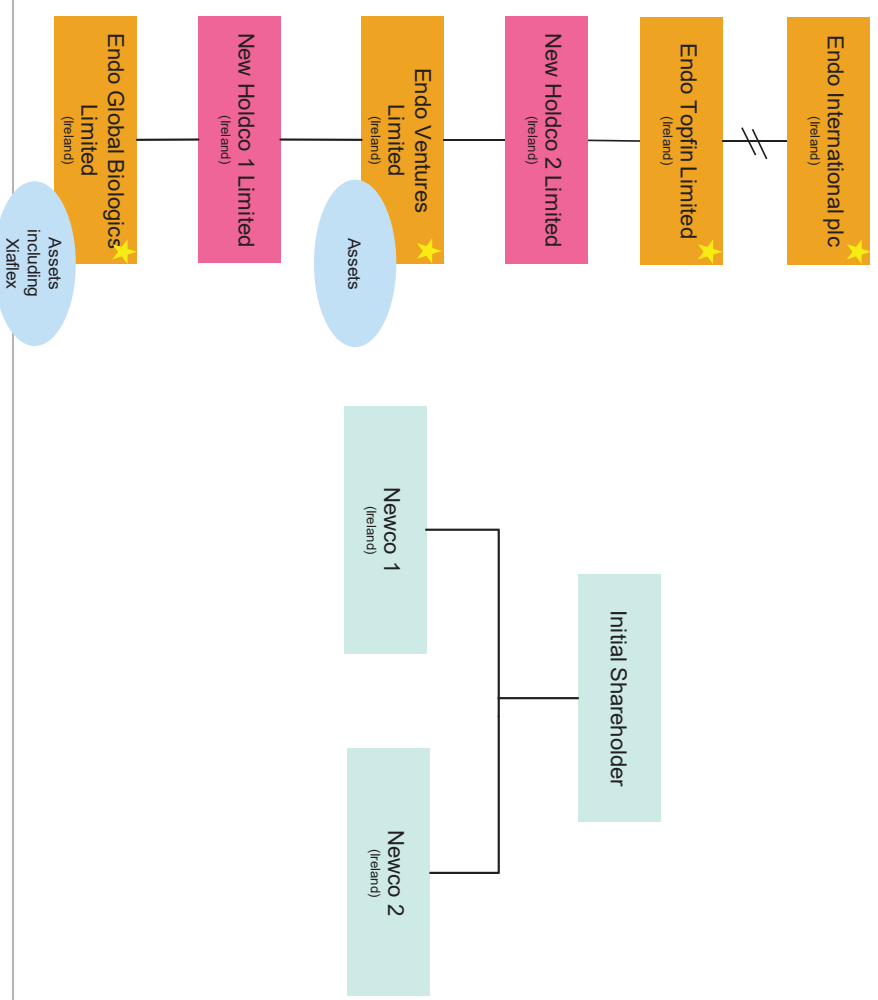 Endo International plc
(Ireland)
Endo Topfin Limited
(Ireland)
New Holdco 2 Limited
(Ireland)
Endo Ventures
Limited
(Ireland)
Assets
New Holdco 1 Limited
(Ireland)
Endo Global Biologics
Limited
(Ireland)
Assets
including
Xiaflex
Initial Shareholder
Newco 1
(Ireland)
Newco 2
(Ireland)